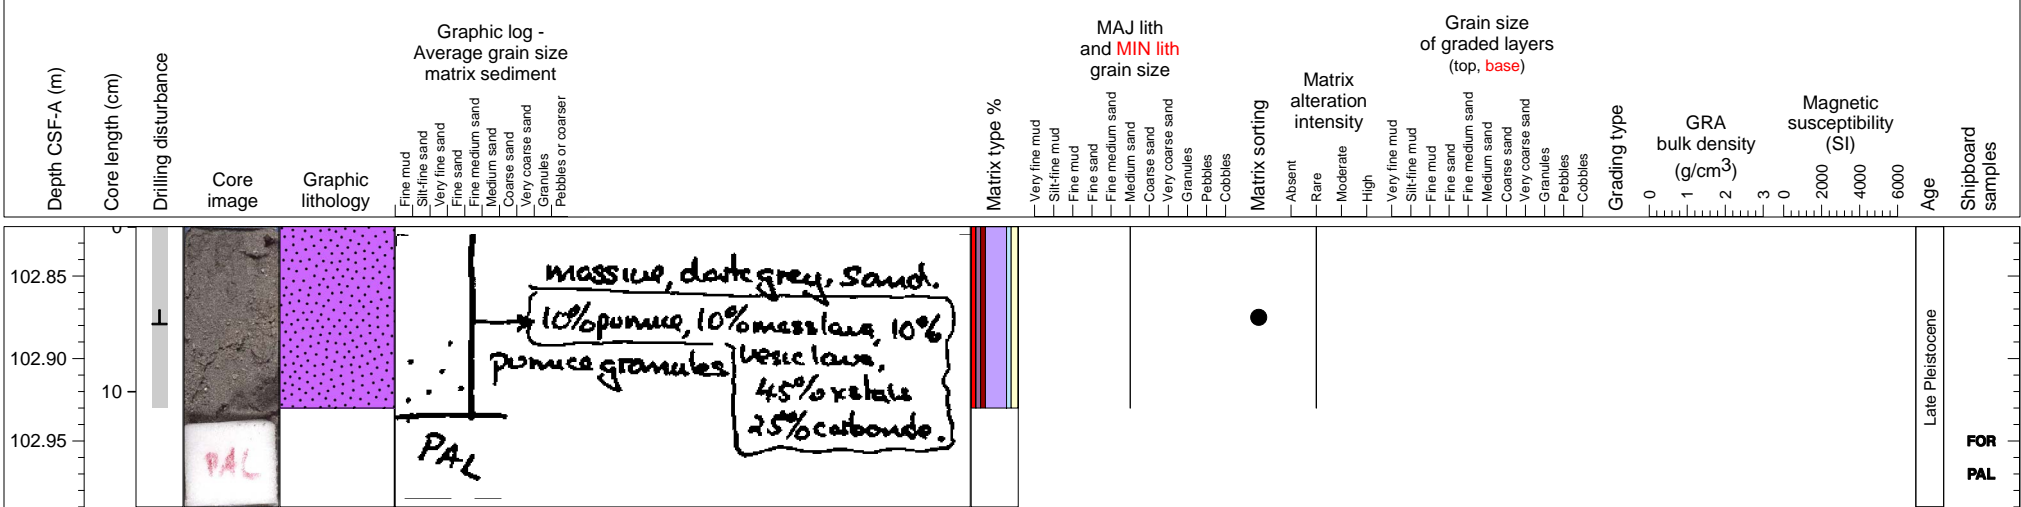 Depth CSF-A (m)
Core length (cm)
Drilling disturbance
Core
image
Graphic
lithology
Graphic log -
Average grain size
matrix sediment
Fine mud
Silt-fine sand
Very fine sand
Fine sand
Fine medium sand
Medium sand
Coarse sand
Very coarse sand
Granules
Pebbles or coarser
Matrix type %
MAJ lith
and MIN lith
grain size
Very fine mud
Silt-fine mud
Fine mud
Fine sand
Fine medium sand
Medium sand
Coarse sand
Very coarse sand
Granules
Pebbles
Cobbles
Matrix sorting
Matrix
alteration
intensity
Absent
Rare
Moderate
High
Grain size
of graded layers
(top, base)
Very fine mud
Silt-fine mud
Fine mud
Fine sand
Fine medium sand
Medium sand
Coarse sand
Very coarse sand
Granules
Pebbles
Cobbles
Grading type
GRA
bulk density
(g/cm3)
0 1 2 3
Magnetic
susceptibility
(SI)
0 2000 4000 6000
Age
Shipboard
samples
102.85
102.90
102.95
0
10
PAL
massive, dark grey, sand.
10% pumice, 10% mass lava, 10%
vesic lava,
45% xstals
25% carbonate.
pumice granules
PAL
Late Pleistocene
FOR
PAL